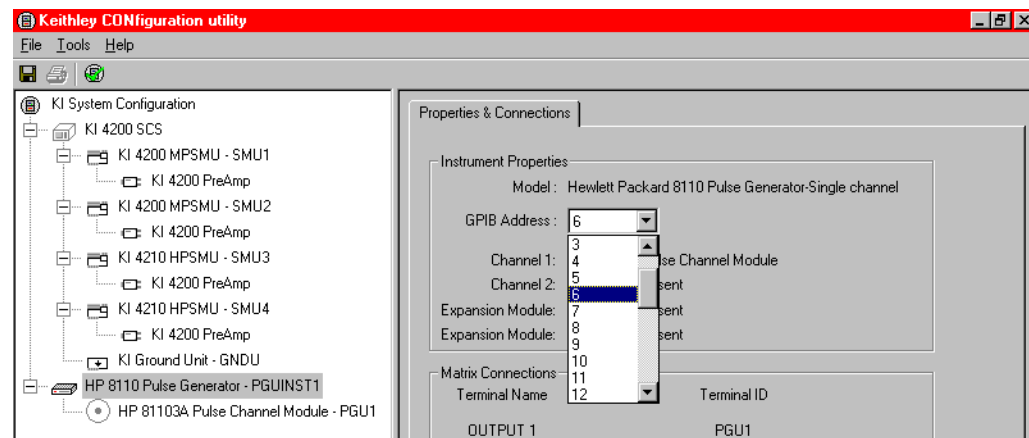 Keithley CONfiguration utility
File Tools Help
KI System Configuration
KI 4200 SCS
KI 4200 MPSMU - SMU1
KI 4200 PreAmp
KI 4200 MPSMU - SMU2
KI 4200 PreAmp
KI 4210 HPSMU - SMU3
KI 4200 PreAmp
KI 4210 HPSMU - SMU4
KI 4200 PreAmp
KI Ground Unit - GNDU
HP 8110 Pulse Generator - PGUINST1
HP 81103A Pulse Channel Module - PGU1
Properties & Connections
Instrument Properties
Model : Hewlett Packard 8110 Pulse Generator-Single channel
GPIB Address : 6
3
4
5
6
7
8
9
10
11
12
Channel 1: Channel Module
Channel 2:
Expansion Module:
Expansion Module:
Matrix Connections
Terminal Name Terminal ID
OUTPUT 1 PGU1